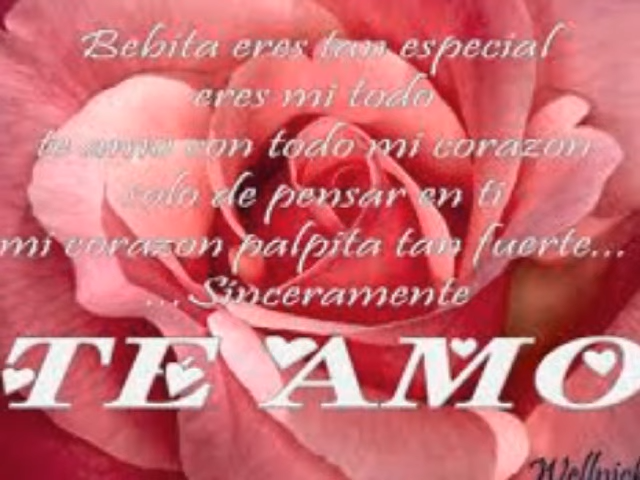 Bebita eres tan especial
eres mi todo
te amo con todo mi corazon
solo de pensar en ti
mi corazon palpita tan fuerte...
...Sinceramente
TE AMO